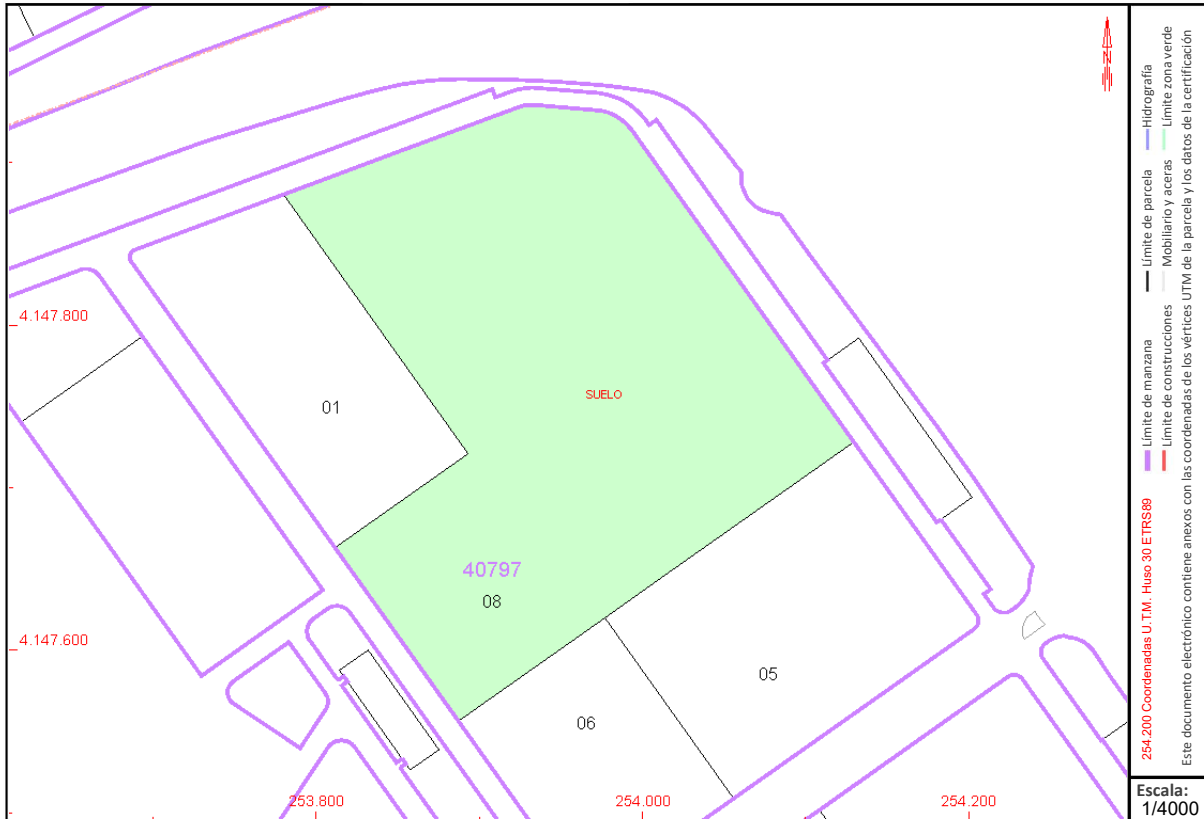 N
4.147.800
SUELO
01
40797
08
4.147.600
05
06
253.800
254.000
254.200
254.200 Coordenadas U.T.M. Huso 30 ETRS89
Límite de manzana
Límite de parcela
Hidrografía
Límite de construcciones
Mobiliario y aceras
Límite zona verde
Este documento electrónico contiene anexos con las coordenadas de los vértices UTM de la parcela y los datos de la certificación
Escala:
1/4000